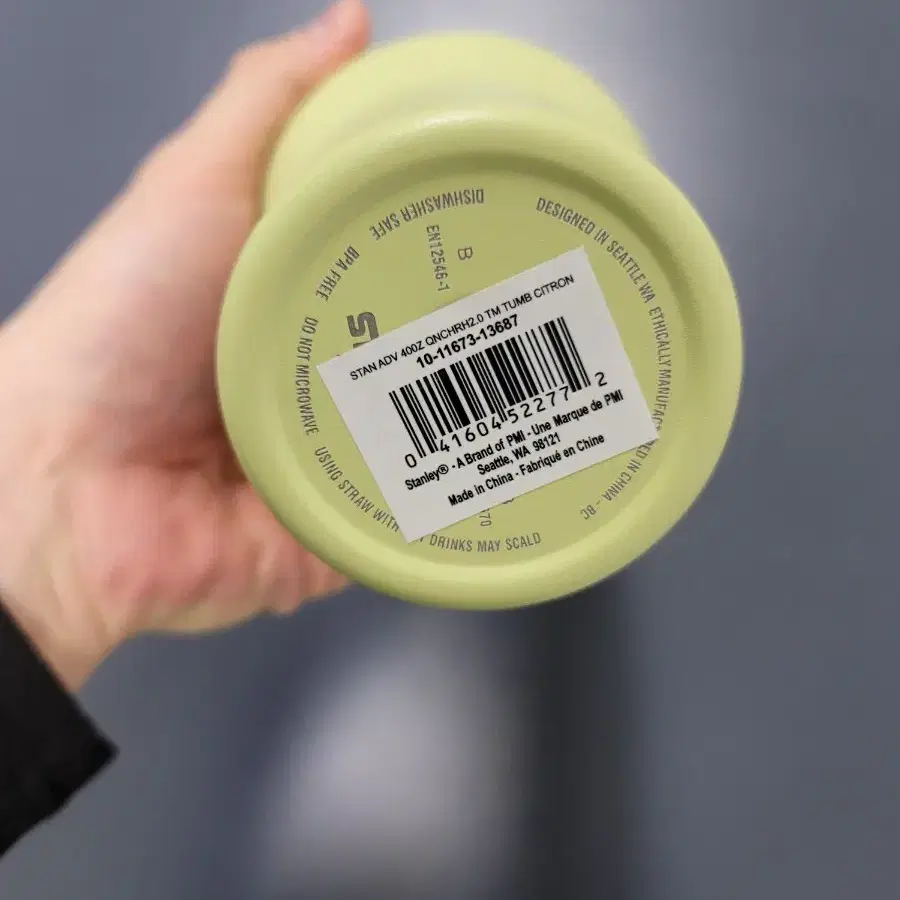 DISHWASHER SAFE
DESIGNED IN SEATTLE WA
B
EN12546-1
BPA FREE
DO NOT MICROWAVE
STAN ADV 40OZ QNCHRH2.0 TM TUMB CITRON
10-11673-13687
0 41604 52277 2
Stanley® - A Brand of PMI - Une Marque de PMI
Seattle, WA 98121
Made in China - Fabriqué en Chine
ETHICALLY
IN CHINA - BC
USING STRAW WITH
DRINKS MAY SCALD
70